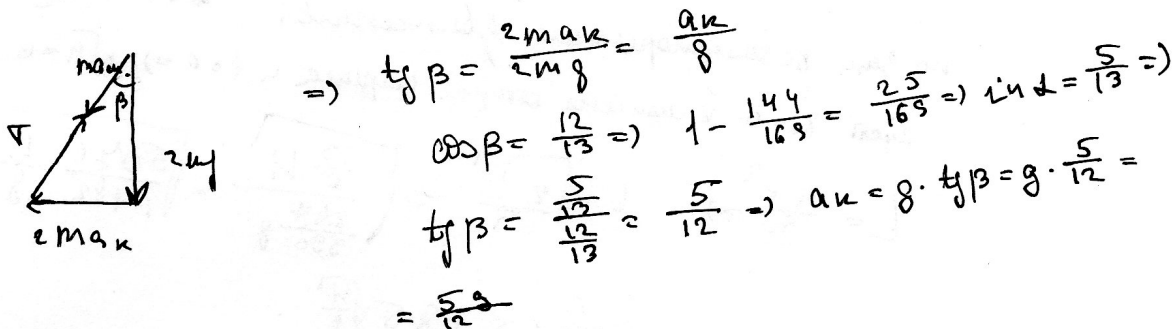 ma
β
T
2mg
2maк
=> tg β = 2maк/2mg = aк/g
cos β = 12/13 => 1 - 144/169 = 25/169 => sin α = 5/13 =>
tg β = (5/13)/(12/13) = 5/12 => aк = g · tg β = g · 5/12 =
= 5g/12